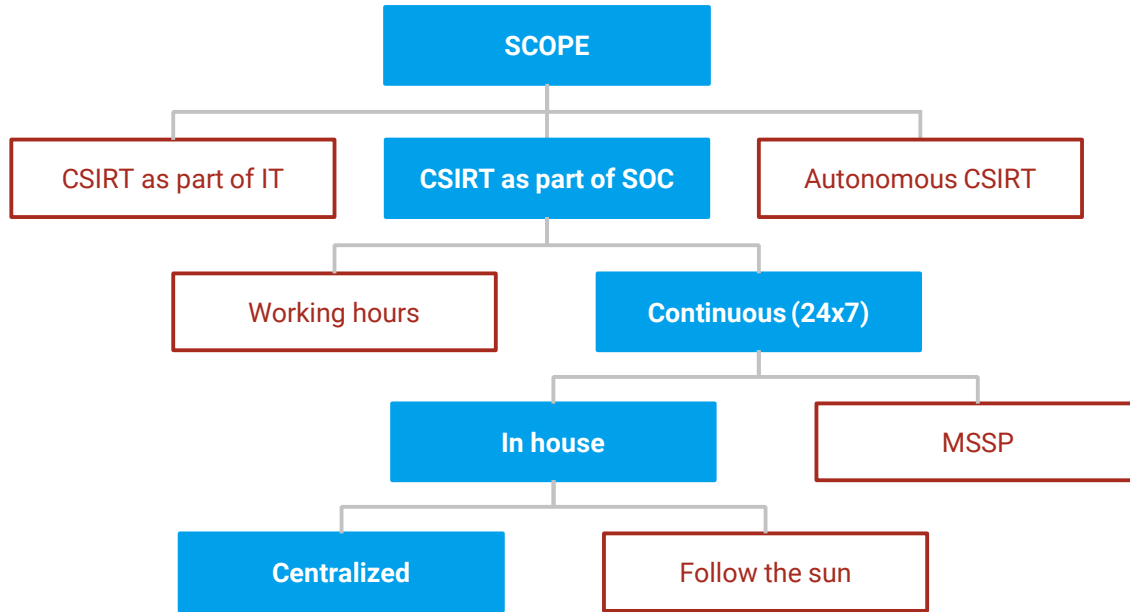 SCOPE
CSIRT as part of IT
CSIRT as part of SOC
Autonomous CSIRT
Working hours
Continuous (24x7)
In house
MSSP
Centralized
Follow the sun